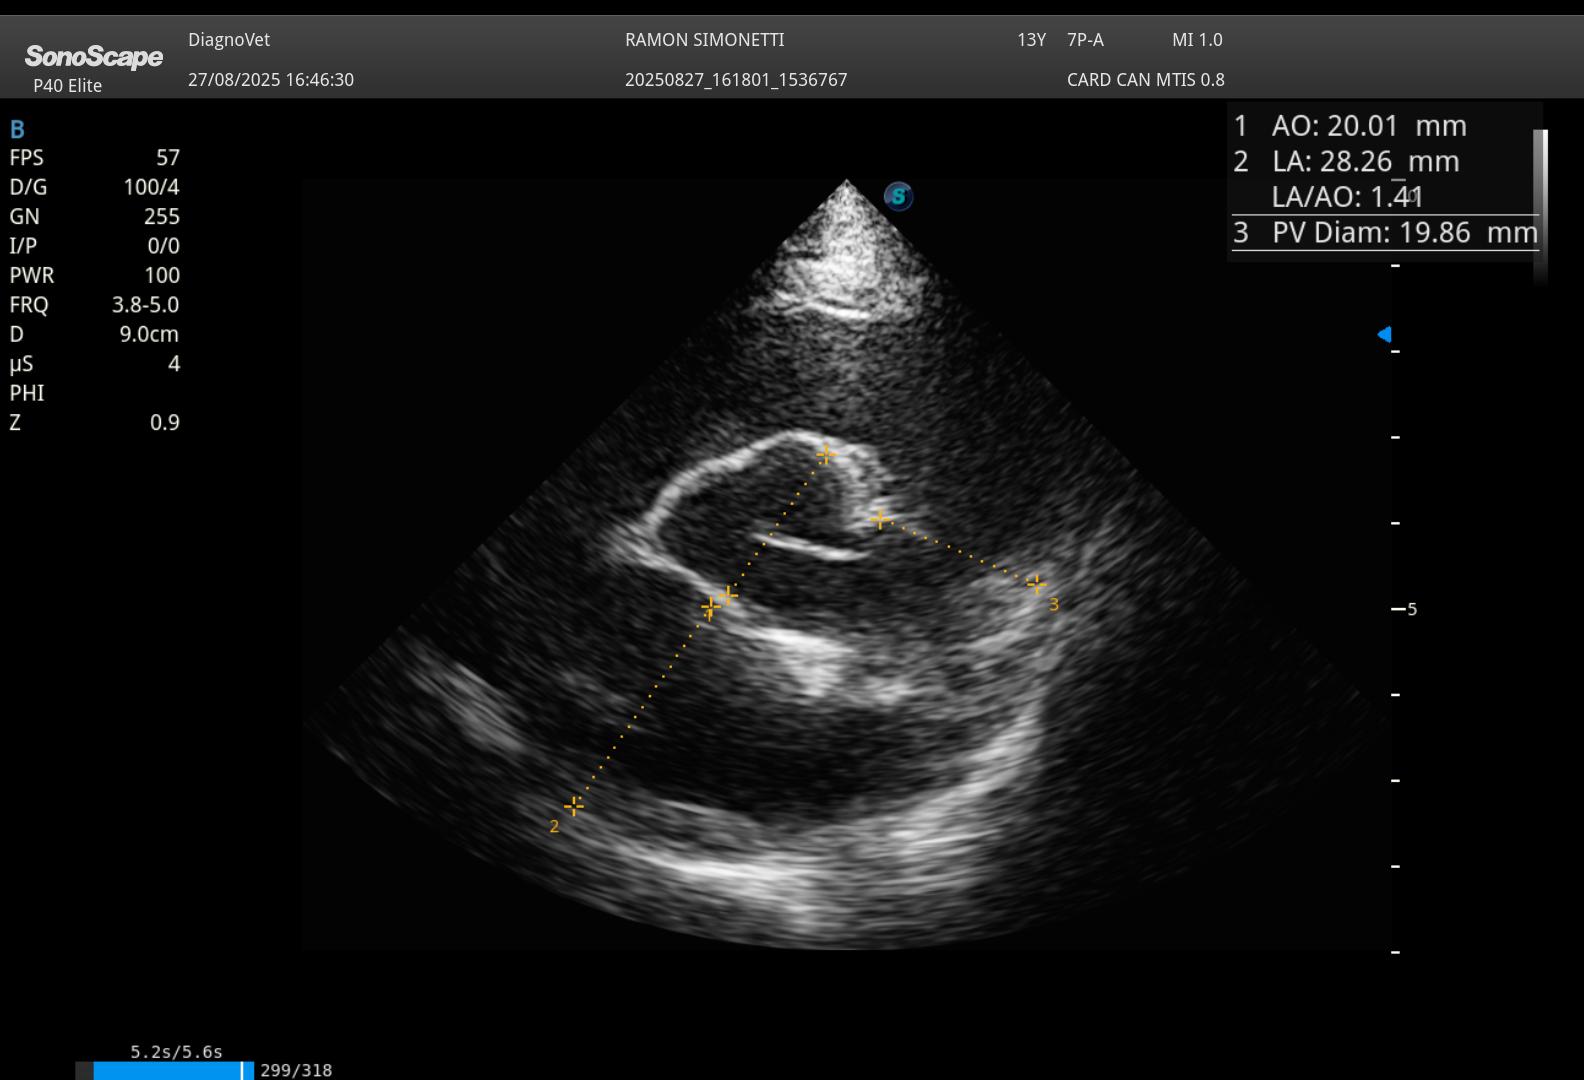 SonoScape
P40 Elite
DiagnoVet
27/08/2025 16:46:30
RAMON SIMONETTI
20250827_161801_1536767
13Y 7P-A MI 1.0
CARD CAN MTIS 0.8
B
FPS 57
D/G 100/4
GN 255
I/P 0/0
PWR 100
FRQ 3.8-5.0
D 9.0cm
µS 4
PHI
Z 0.9
1 AO: 20.01 mm
2 LA: 28.26 mm
LA/AO: 1.41
3 PV Diam: 19.86 mm
S
3
5
2
5.2s/5.6s
299/318